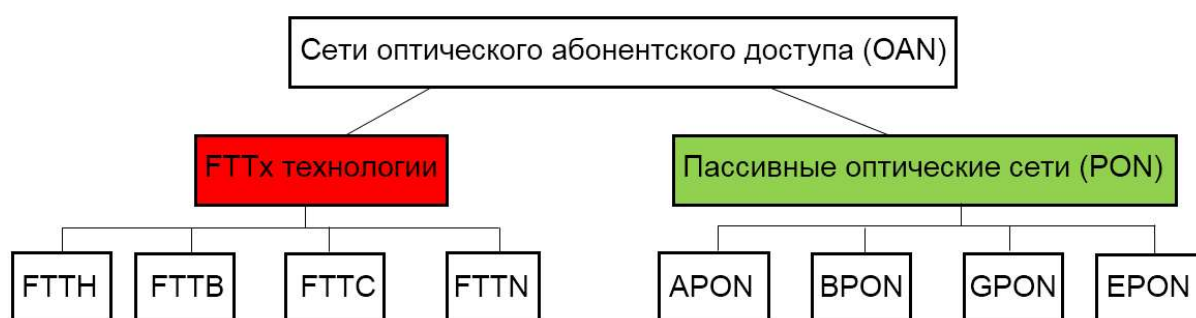 Сети оптического абонентского доступа (OAN)
FTTx технологии
Пассивные оптические сети (PON)
FTTH
FTTB
FTTC
FTTN
APON
BPON
GPON
EPON